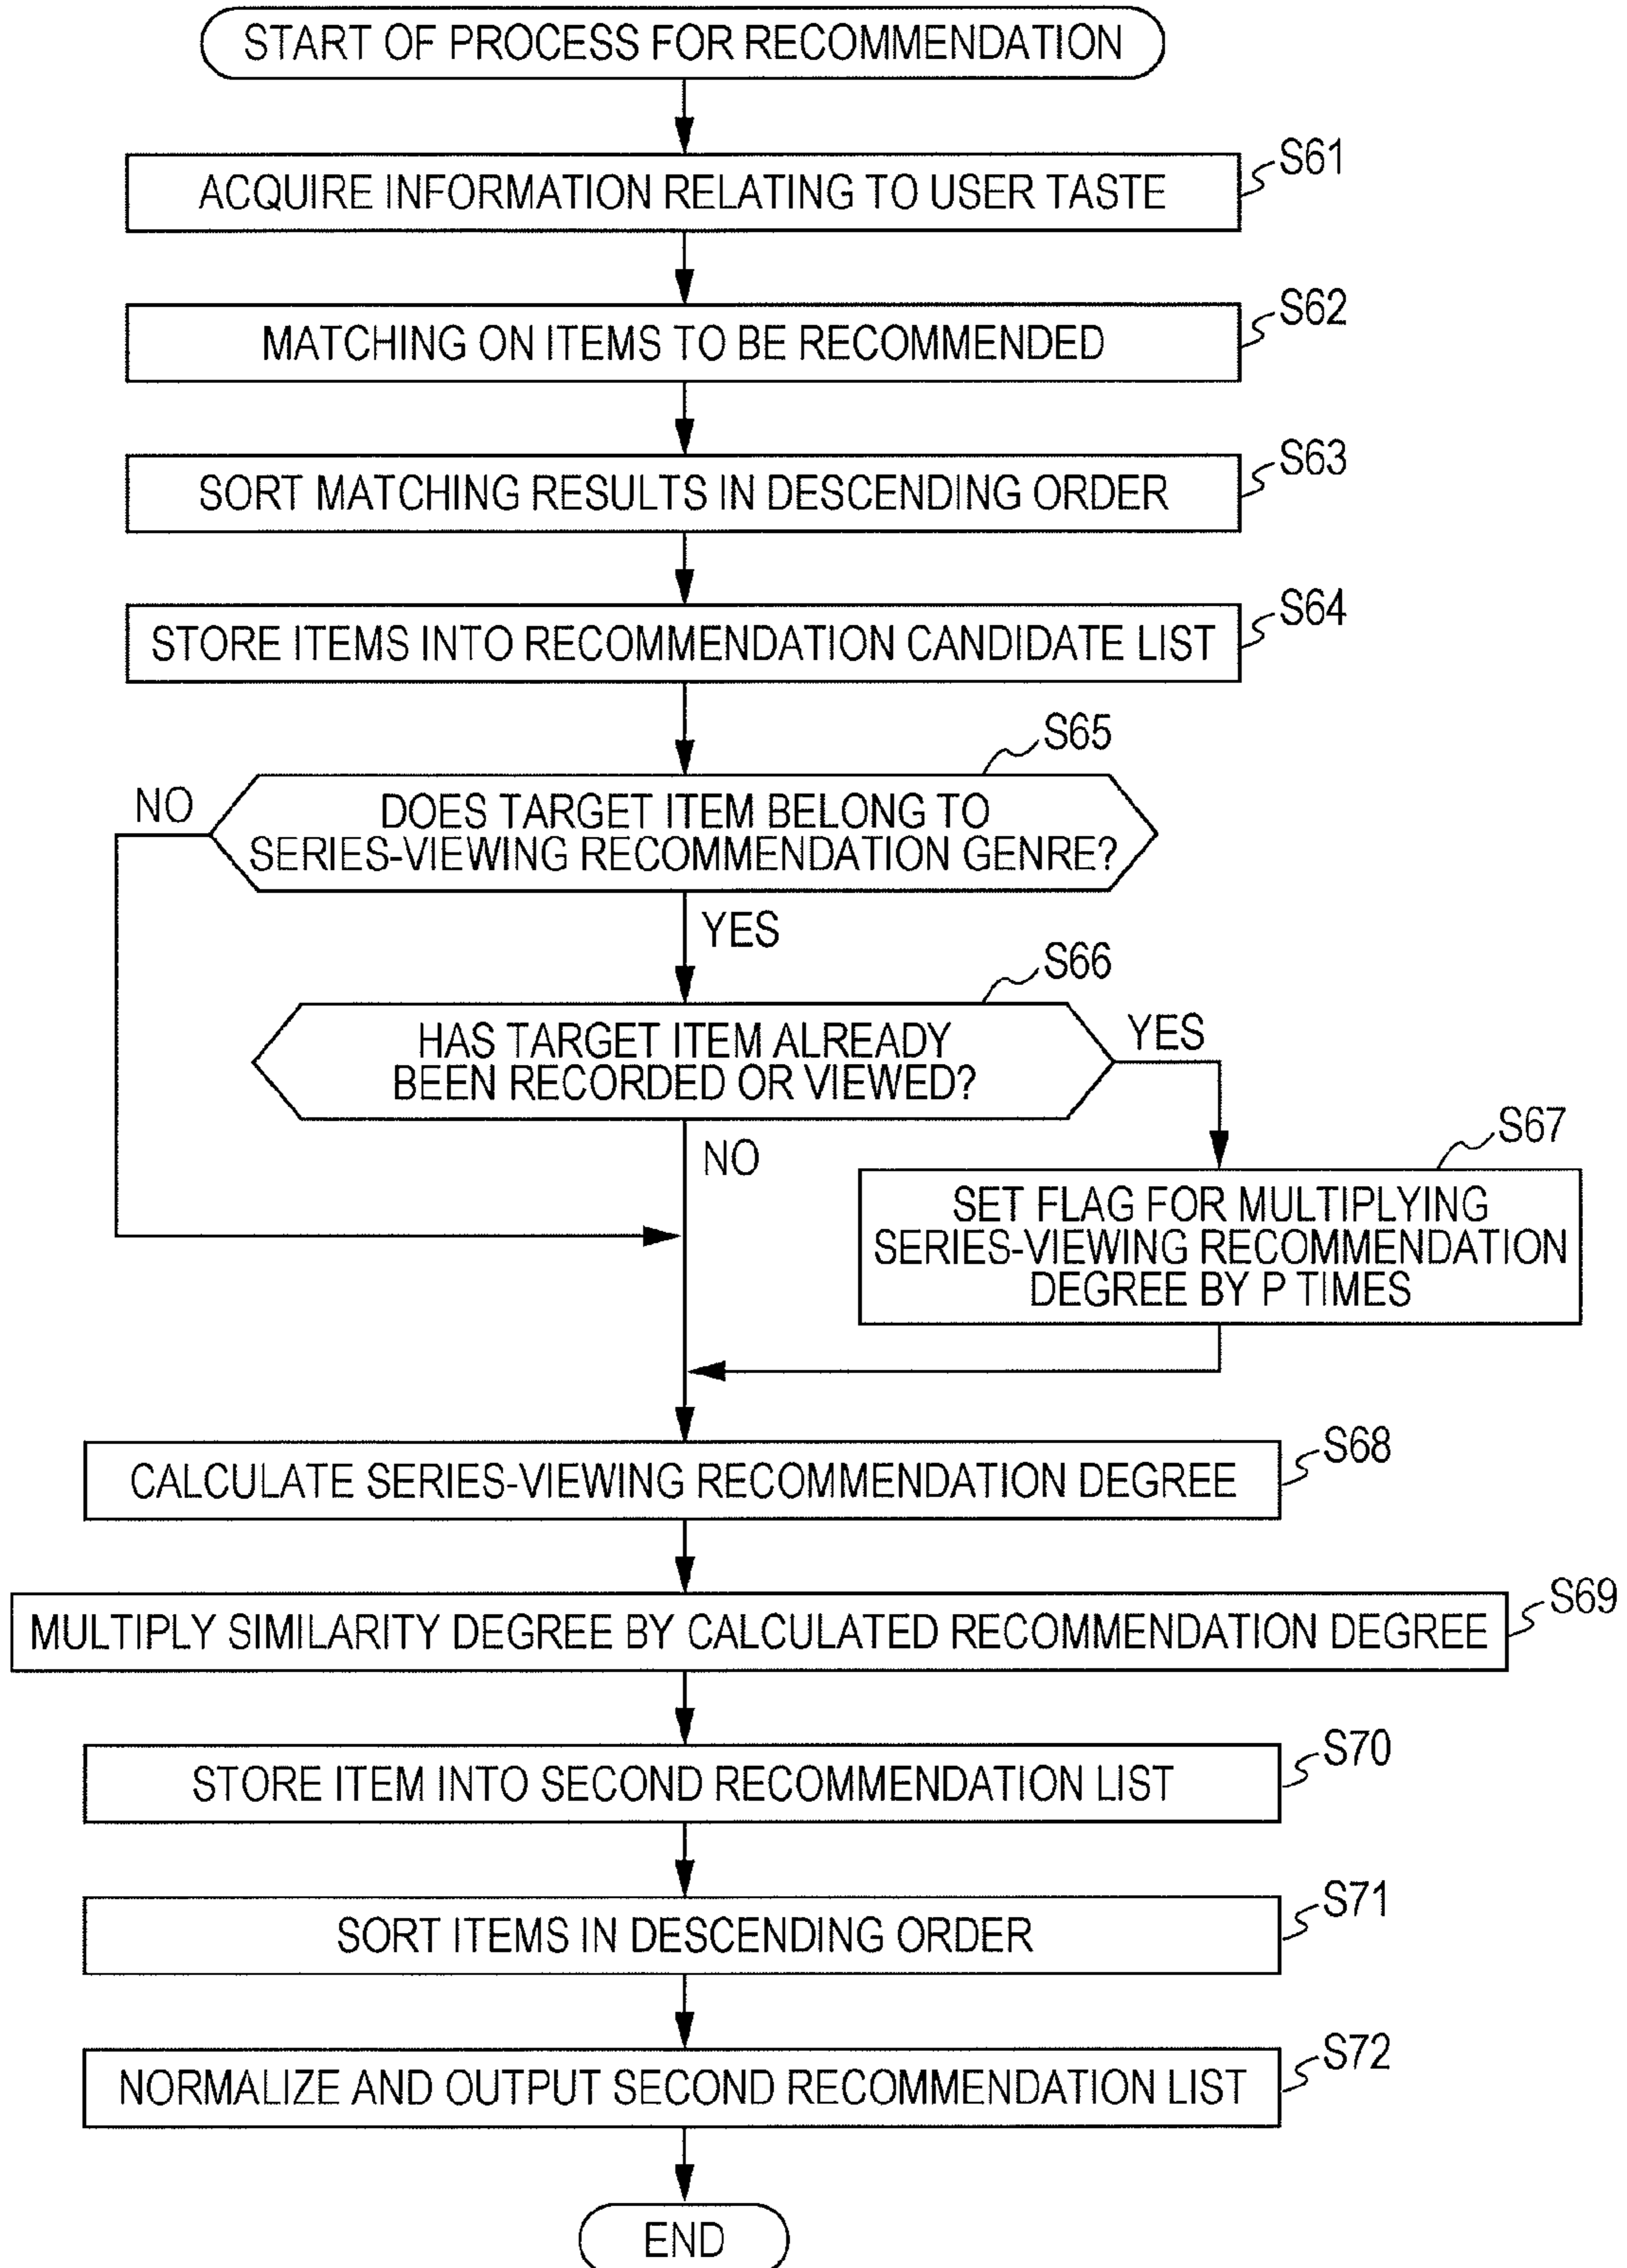 START OF PROCESS FOR RECOMMENDATION
S61
ACQUIRE INFORMATION RELATING TO USER TASTE
S62
MATCHING ON ITEMS TO BE RECOMMENDED
S63
SORT MATCHING RESULTS IN DESCENDING ORDER
S64
STORE ITEMS INTO RECOMMENDATION CANDIDATE LIST
S65
NO
DOES TARGET ITEM BELONG TO
SERIES-VIEWING RECOMMENDATION GENRE?
YES
S66
HAS TARGET ITEM ALREADY
BEEN RECORDED OR VIEWED?
YES
NO
S67
SET FLAG FOR MULTIPLYING
SERIES-VIEWING RECOMMENDATION
DEGREE BY P TIMES
S68
CALCULATE SERIES-VIEWING RECOMMENDATION DEGREE
S69
MULTIPLY SIMILARITY DEGREE BY CALCULATED RECOMMENDATION DEGREE
S70
STORE ITEM INTO SECOND RECOMMENDATION LIST
S71
SORT ITEMS IN DESCENDING ORDER
S72
NORMALIZE AND OUTPUT SECOND RECOMMENDATION LIST
END